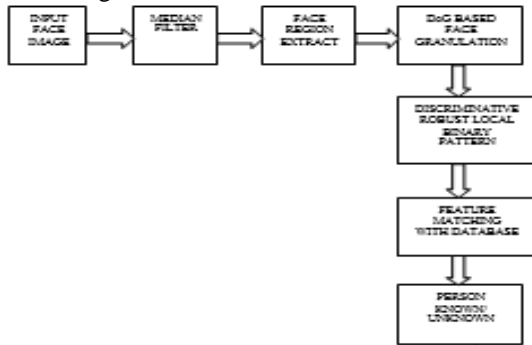 INPUT
FACE
IMAGE
MEDIAN
FILTER
FACE
REGION
EXTRACT
DoG BASED
FACE
GRANULATION
DISCRIMINATIVE
ROBUST LOCAL
BINARY
PATTERN
FEATURE
MATCHING
WITH DATABASE
PERSON
KNOWN/
UNKNOWN